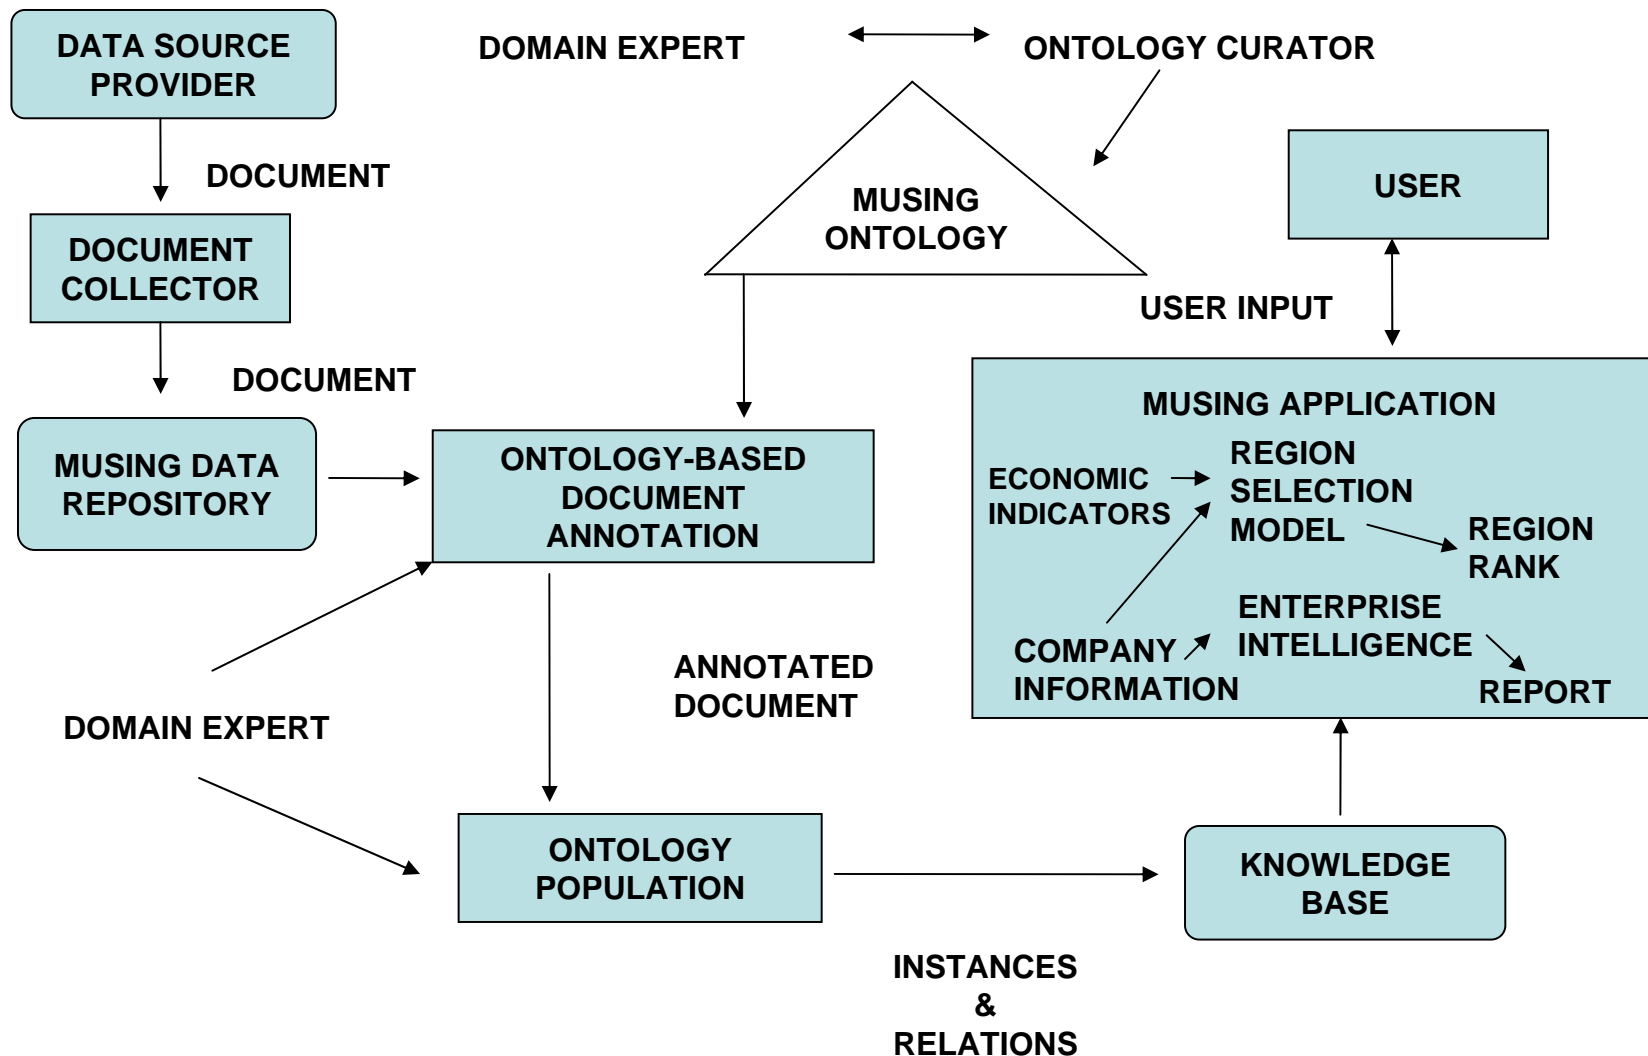 DATA SOURCE
PROVIDER
DOMAIN EXPERT
ONTOLOGY CURATOR
DOCUMENT
MUSING
ONTOLOGY
USER
DOCUMENT
COLLECTOR
USER INPUT
DOCUMENT
MUSING DATA
REPOSITORY
ONTOLOGY-BASED
DOCUMENT
ANNOTATION
MUSING APPLICATION
ECONOMIC
INDICATORS
REGION
SELECTION
MODEL
REGION
RANK
COMPANY
INFORMATION
ENTERPRISE
INTELLIGENCE
REPORT
DOMAIN EXPERT
ANNOTATED
DOCUMENT
ONTOLOGY
POPULATION
KNOWLEDGE
BASE
INSTANCES
&
RELATIONS